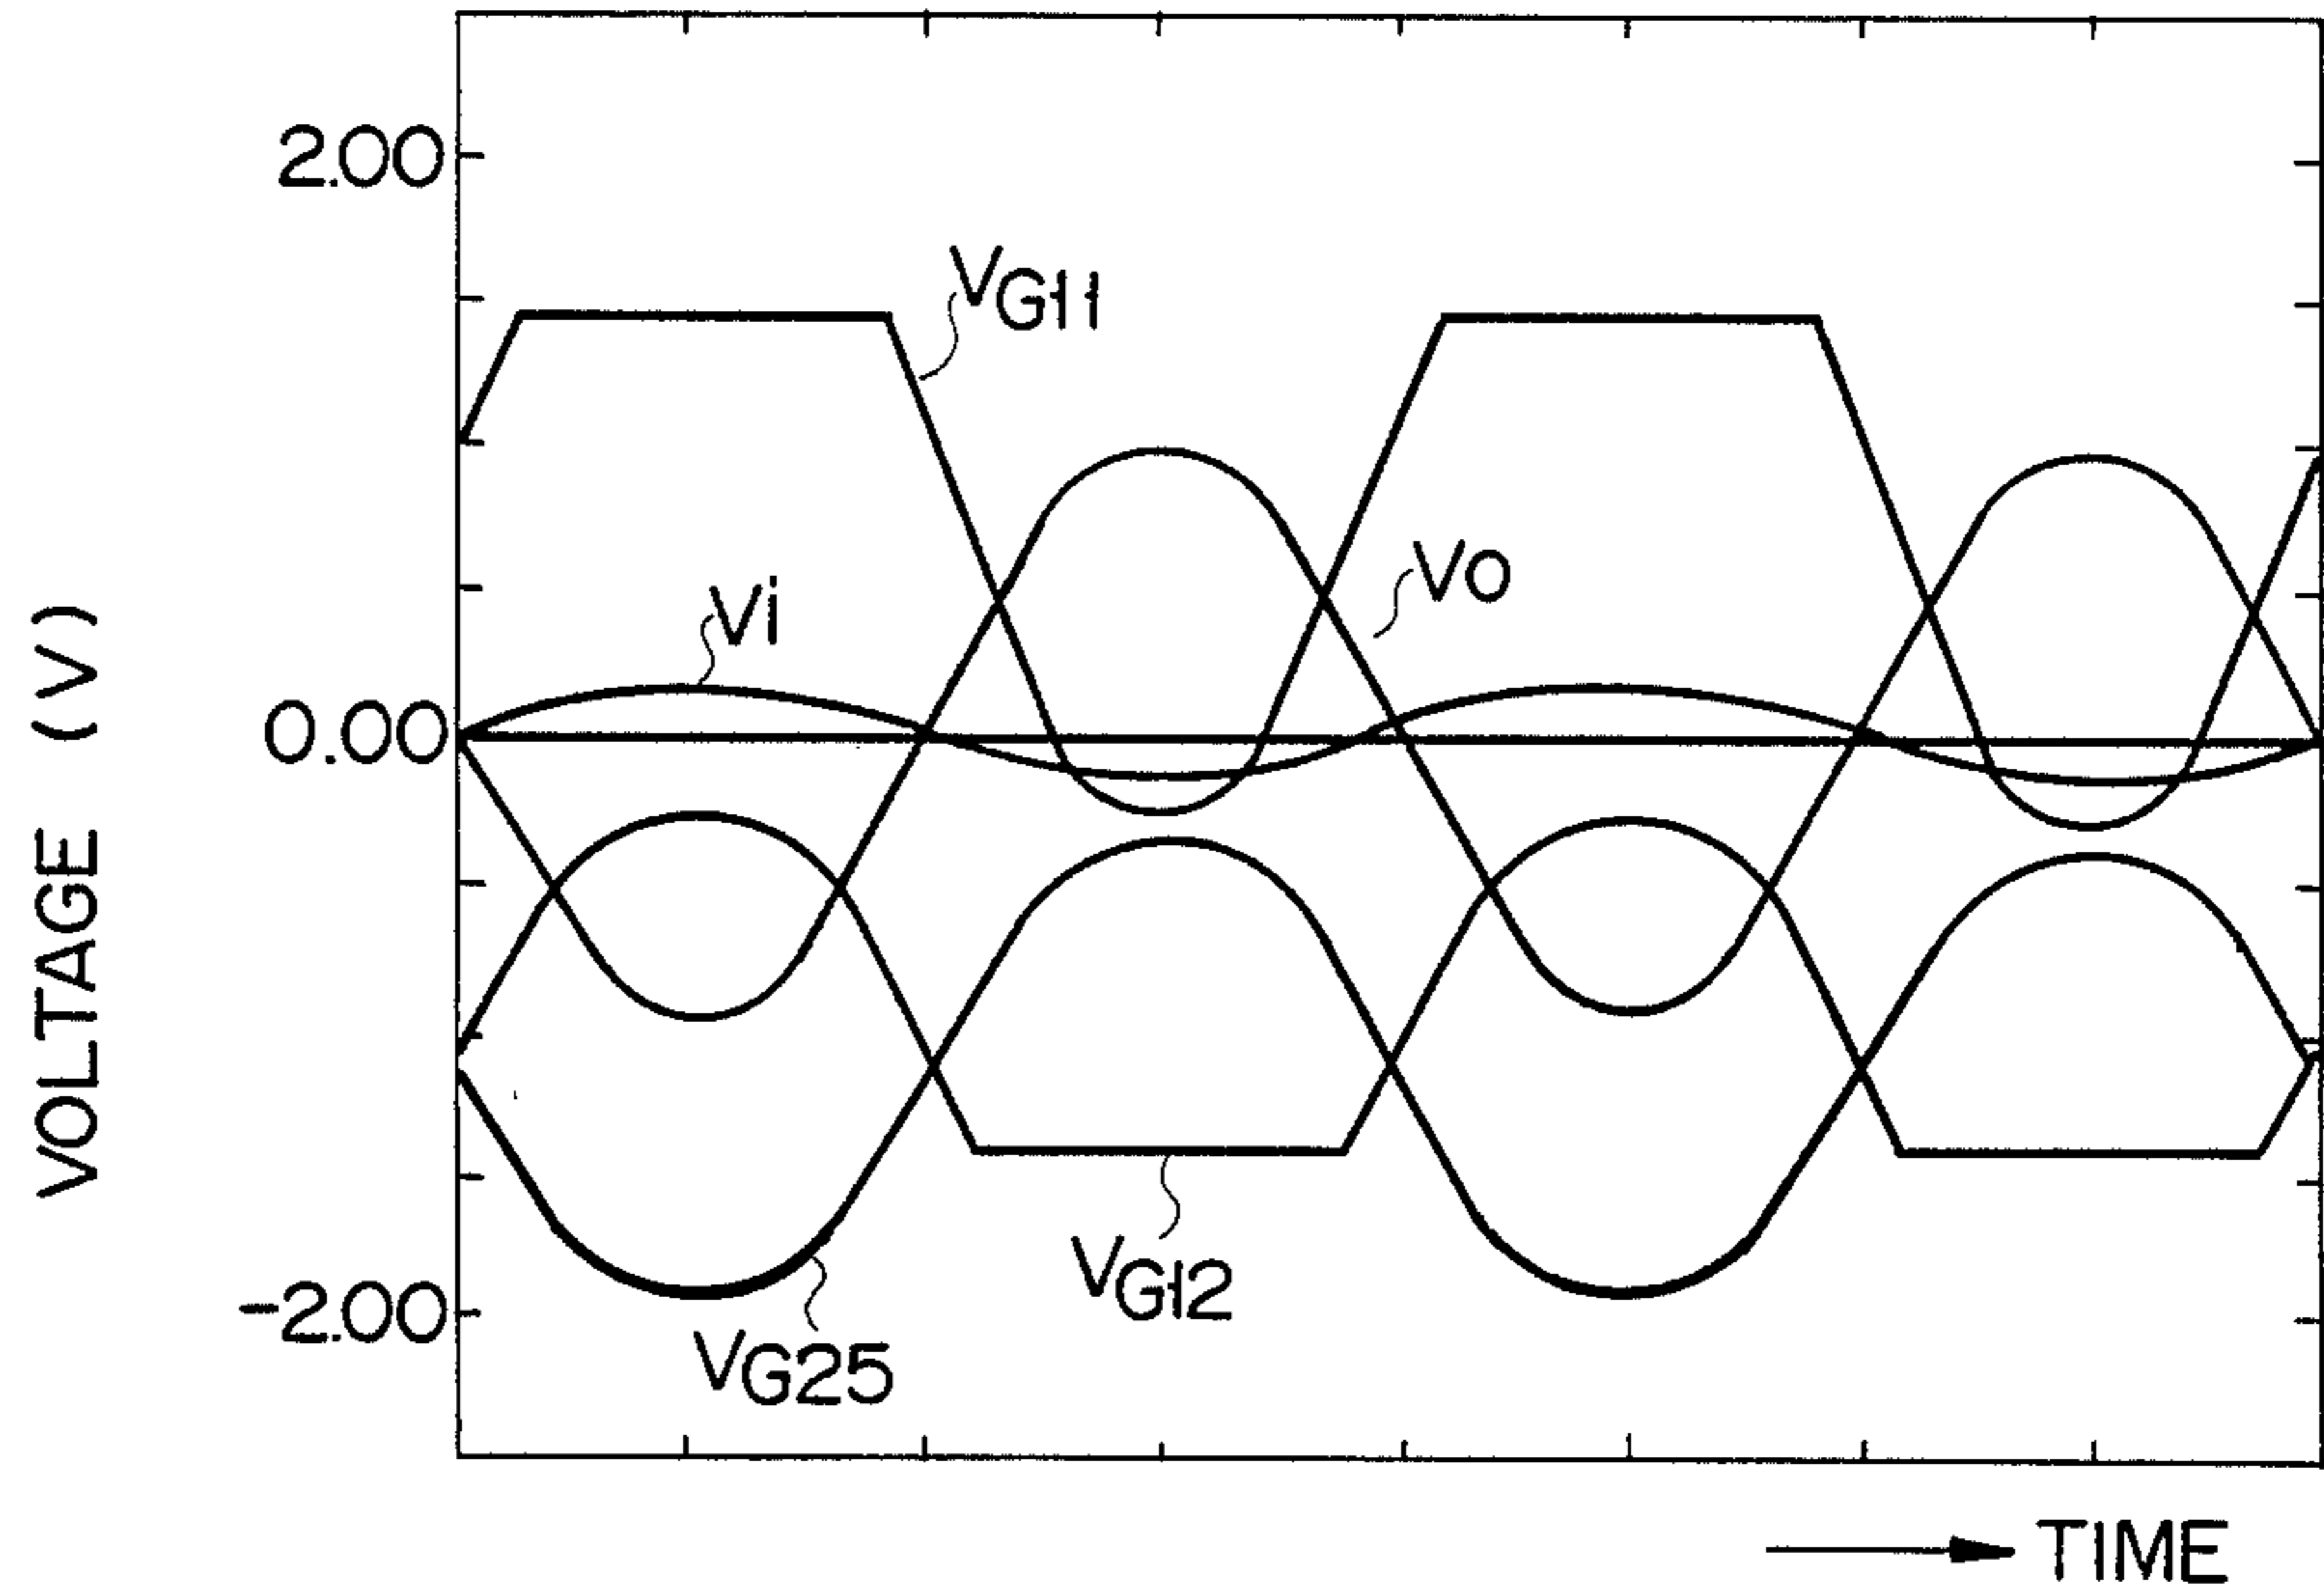 2.00
VG11
Vi
Vo
0.00
VOLTAGE (V)
VG12
-2.00
VG25
TIME